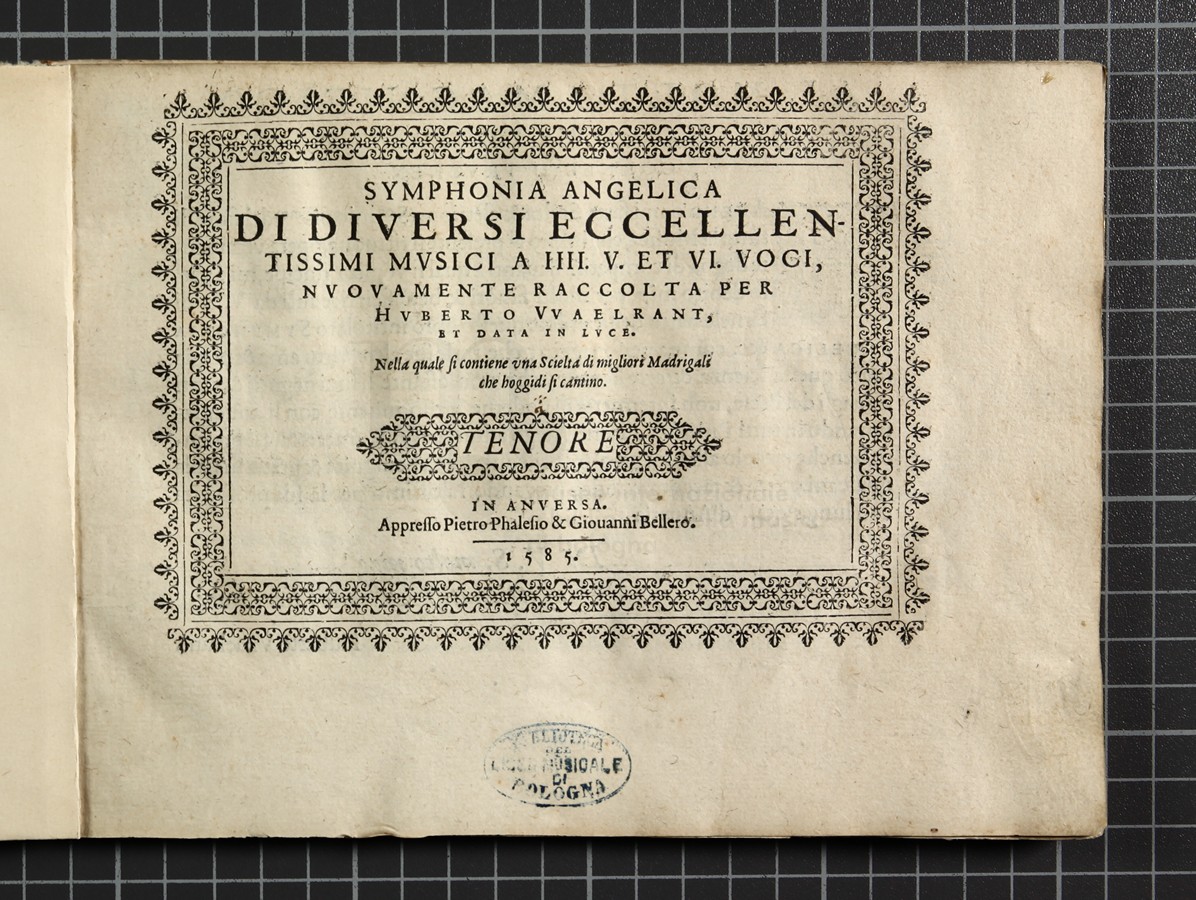 SYMPHONIA ANGELICA
DI DIVERSI ECCELLEN-
TISSIMI MVSICI A IIII. V. ET VI. VOCI,
NVOVAMENTE RACCOLTA PER
HVBERTO VVAELRANT,
ET DATA IN LVCE.
Nella quale ſi contiene vna Scielta di migliori Madrigali
che hoggidi ſi cantino.
TENORE
IN ANVERSA.
Appreſſo Pietro Phaleſio & Giouanni Bellero.
1585.
DEL
MUSICALE
DI
BOLOGNA